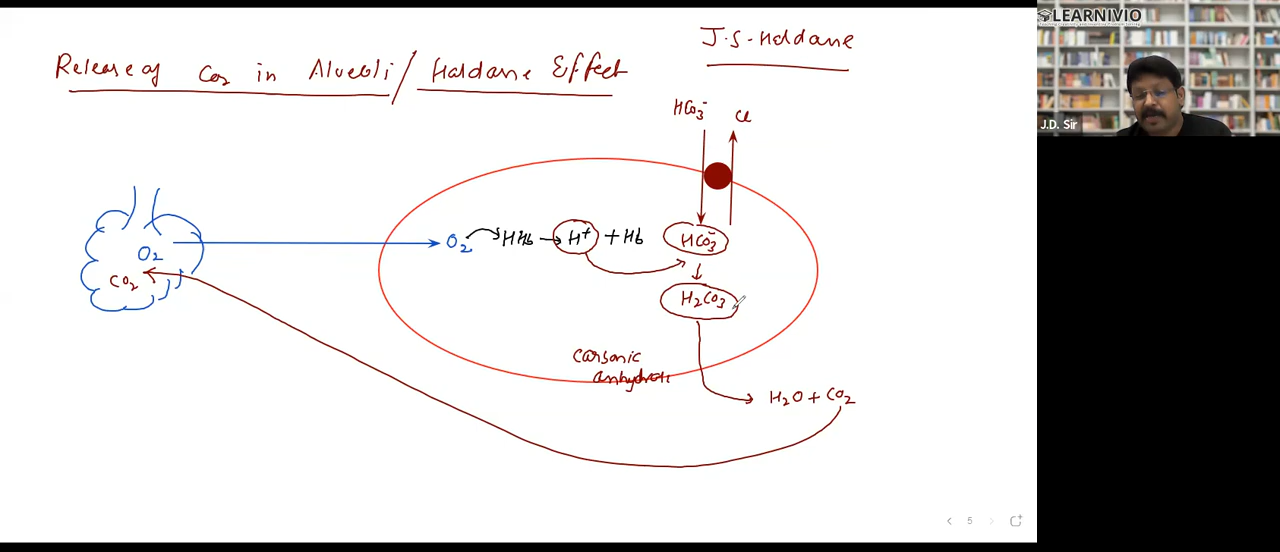 LEARNIVIO
J.D. Sir
J.S. Haldane
Release of CO2 in Alveoli / Haldane Effect
HCO3- Cl
O2 HHb → H+ + Hb HCO3-
O2
CO2
H2CO3
carbonic
H2O + CO2
5